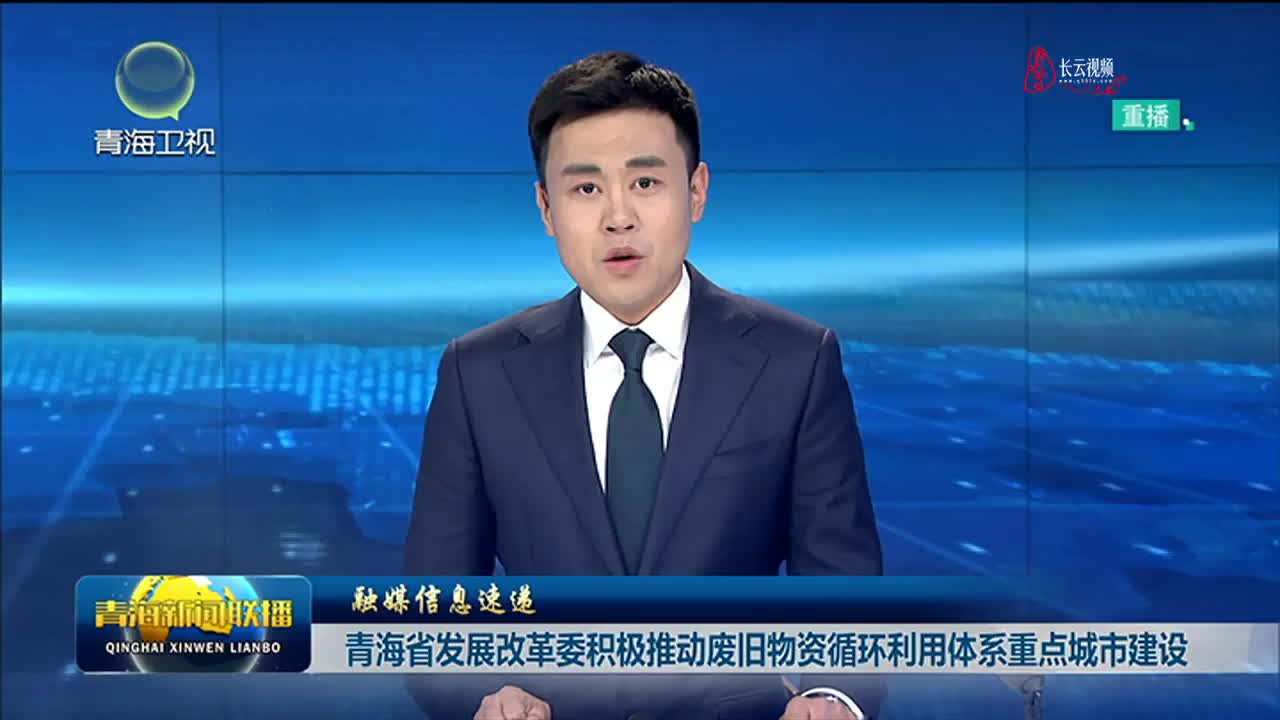 青海卫视
长云视频
重播
融媒信息速递
青海新闻联播
QINGHAI XINWEN LIANBO
青海省发展改革委积极推动废旧物资循环利用体系重点城市建设